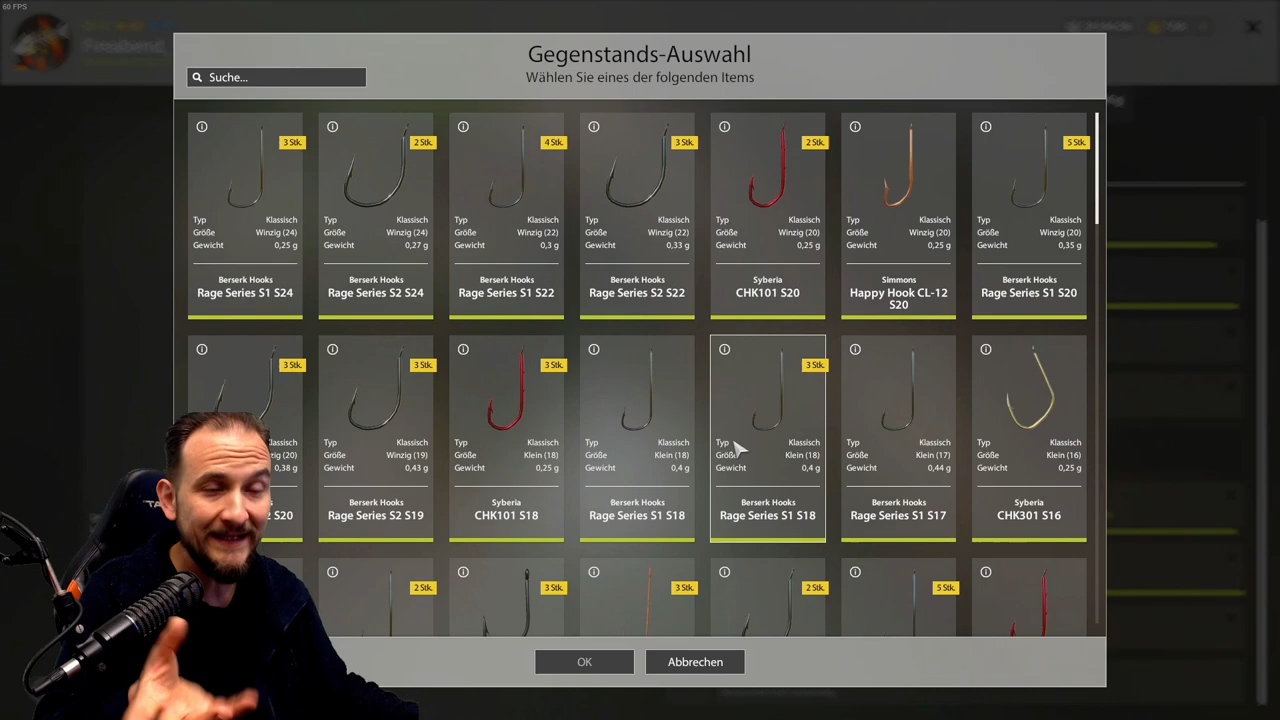 60 FPS
Gegenstands-Auswahl
Suche...
Wählen Sie eines der folgenden Items
3 Stk.
2 Stk.
4 Stk.
3 Stk.
2 Stk.
5 Stk.
Typ Klassisch
Größe Winzig (24)
Gewicht 0,25 g
Berserk Hooks
Rage Series S1 S24
Typ Klassisch
Größe Winzig (24)
Gewicht 0,27 g
Berserk Hooks
Rage Series S2 S24
Typ Klassisch
Größe Winzig (22)
Gewicht 0,3 g
Berserk Hooks
Rage Series S1 S22
Typ Klassisch
Größe Winzig (22)
Gewicht 0,33 g
Berserk Hooks
Rage Series S2 S22
Typ Klassisch
Größe Winzig (20)
Gewicht 0,25 g
Syberia
CHK101 S20
Typ Klassisch
Größe Winzig (20)
Gewicht 0,25 g
Simmons
Happy Hook CL-12
S20
Typ Klassisch
Größe Winzig (20)
Gewicht 0,35 g
Berserk Hooks
Rage Series S1 S20
3 Stk.
3 Stk.
3 Stk.
3 Stk.
Klassisch
(20)
0,38 g
S20
Typ Klassisch
Größe Winzig (19)
Gewicht 0,43 g
Berserk Hooks
Rage Series S2 S19
Typ Klassisch
Größe Klein (18)
Gewicht 0,25 g
Syberia
CHK101 S18
Typ Klassisch
Größe Klein (18)
Gewicht 0,4 g
Berserk Hooks
Rage Series S1 S18
Typ Klassisch
Größe Klein (18)
Gewicht 0,4 g
Berserk Hooks
Rage Series S1 S18
Typ Klassisch
Größe Klein (17)
Gewicht 0,44 g
Berserk Hooks
Rage Series S1 S17
Typ Klassisch
Größe Klein (16)
Gewicht 0,25 g
Syberia
CHK301 S16
2 Stk.
3 Stk.
3 Stk.
2 Stk.
5 Stk.
OK
Abbrechen